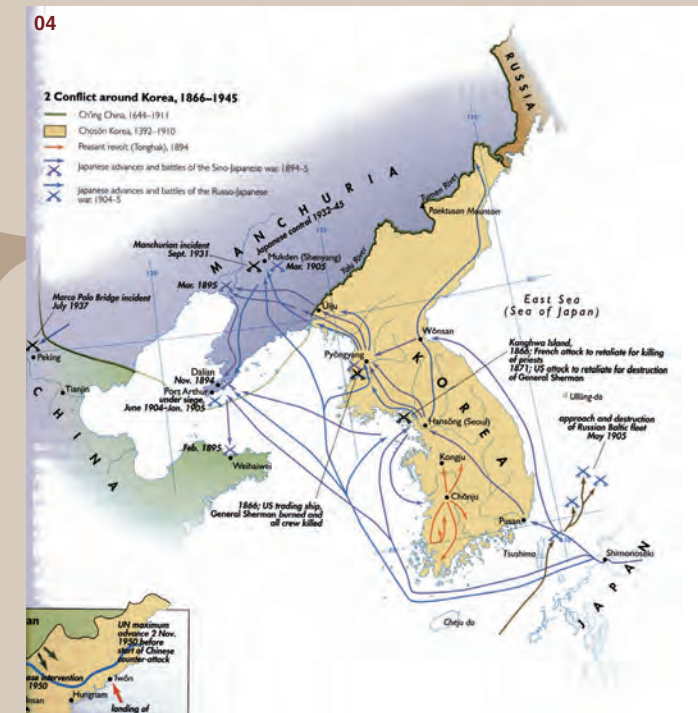 04
2 Conflict around Korea, 1866–1945
Ch'ing China, 1644–1911
Chosŏn Korea, 1392–1910
Peasant revolt (Tonghak), 1894
Japanese advances and battles of the Sino-Japanese war. 1894–5
Japanese advances and battles of the Russo-Japanese
war. 1904–5
RUSSIA
130°
MANCHURIA
Japanese control 1932–45
Tumen River
Paektusan Mountain
Manchurian incident
Sept. 1931
Mukden (Shenyang)
Mar. 1905
Yalu River
Mar. 1895
Marco Polo Bridge incident
July 1937
Peking
Tianjin
CHINA
Ŭiju
East Sea
(Sea of Japan)
Wŏnsan
Pyŏngyang
KOREA
Kanghwa Island,
1866; French attack to retaliate for killing
of priests
1871; US attack to retaliate for destruction
of General Sherman
Dalian
Nov. 1894
Port Arthur
under siege,
June 1904–Jan. 1905
Ullŭng-do
Hansŏng (Seoul)
approach and destruction
of Russian Baltic fleet
May 1905
Feb. 1895
Weihaiwei
Kongju
1866; US trading ship,
General Sherman burned and
all crew killed
Chŏnju
Pusan
Tsushima
Shimonoseki
JAPAN
Cheju do
an
UN maximum
advance 2 Nov.
1950 before
start of Chinese
counter-attack
ese intervention
1950
Iwŏn
Hungnam
nsan
landing of